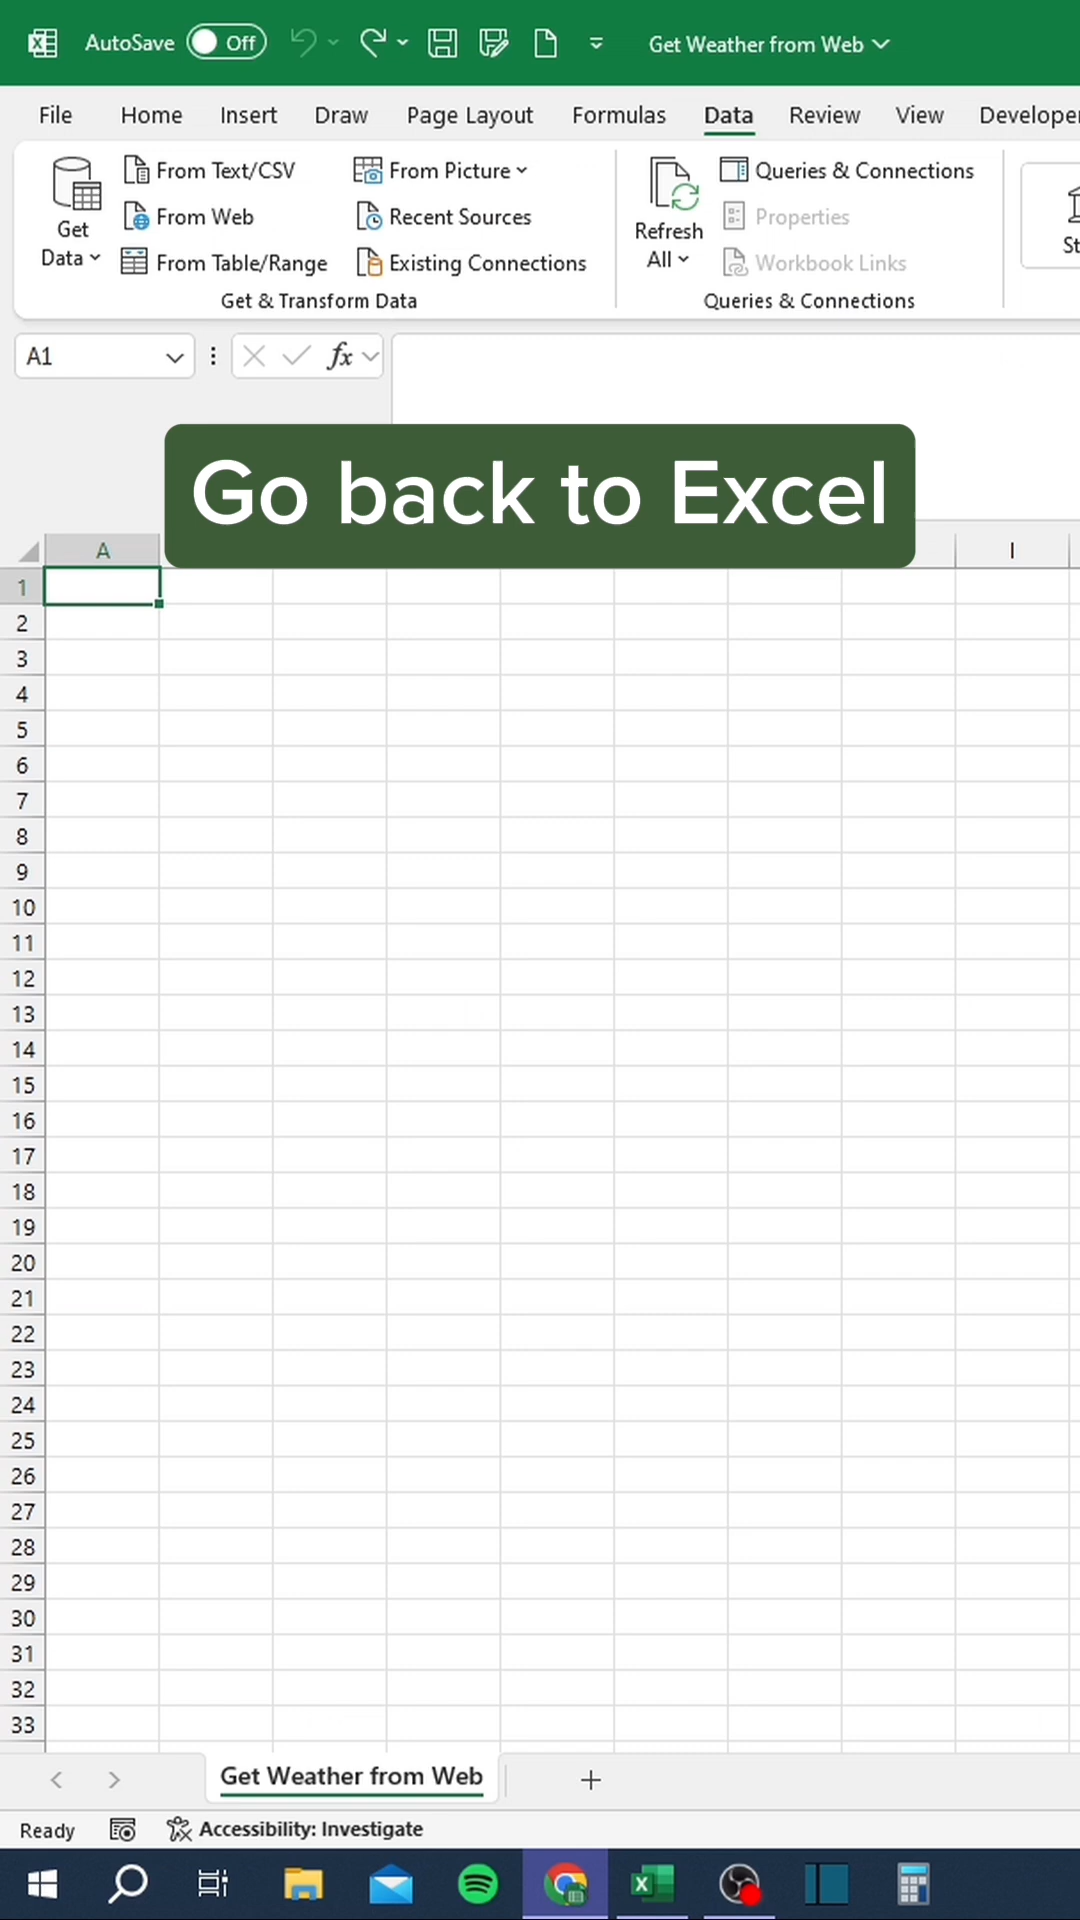 AutoSave Off Get Weather from Web
File Home Insert Draw Page Layout Formulas Data Review View Developer
Get Data
From Text/CSV
From Web
From Table/Range
From Picture
Recent Sources
Existing Connections
Get & Transform Data
Refresh All
Queries & Connections
Properties
Workbook Links
Queries & Connections
St
A1
fx
Go back to Excel
A I
1
2
3
4
5
6
7
8
9
10
11
12
13
14
15
16
17
18
19
20
21
22
23
24
25
26
27
28
29
30
31
32
33
Get Weather from Web
Ready Accessibility: Investigate